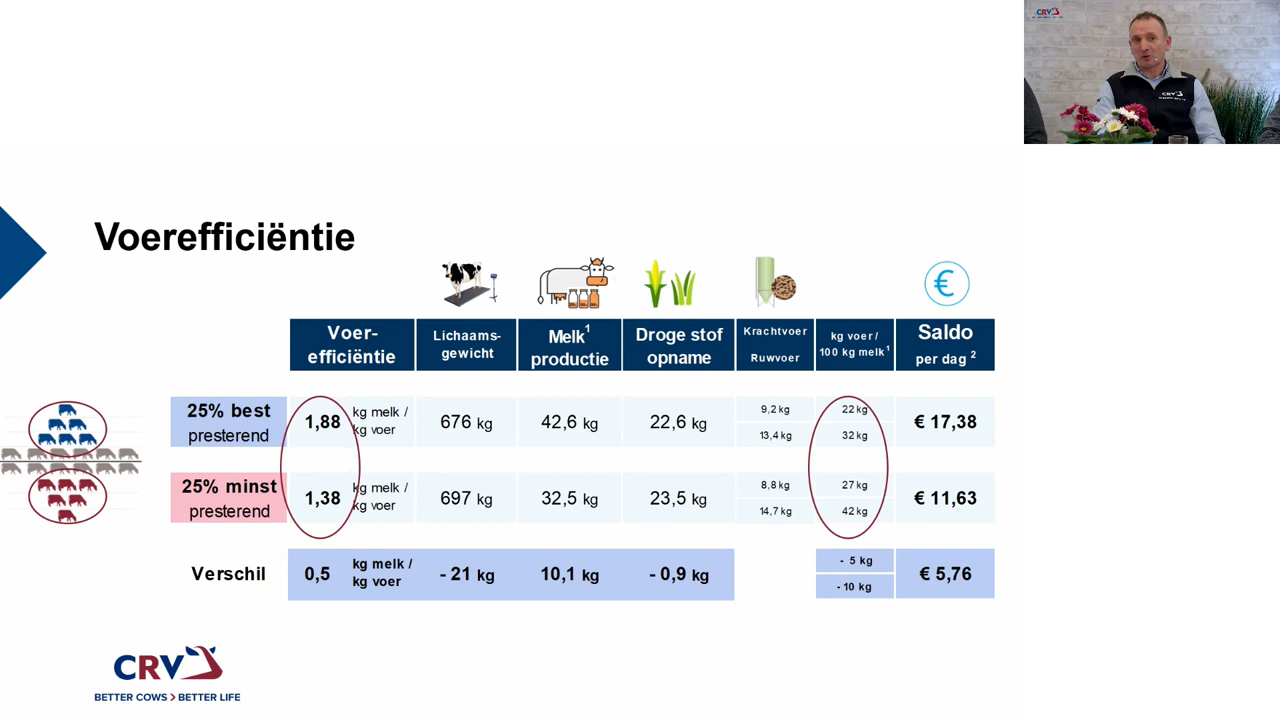 CRV
CRV
Voerefficiëntie
€
Voer-
efficiëntie
Lichaams-
gewicht
Melk1
productie
Droge stof
opname
Krachtvoer
Ruwvoer
kg voer /
100 kg melk1
Saldo
per dag 2
25% best
presterend
1,88
kg melk /
kg voer
676 kg
42,6 kg
22,6 kg
9,2 kg
13,4 kg
22 kg
32 kg
€ 17,38
25% minst
presterend
1,38
kg melk /
kg voer
697 kg
32,5 kg
23,5 kg
8,8 kg
14,7 kg
27 kg
42 kg
€ 11,63
Verschil
0,5
kg melk /
kg voer
- 21 kg
10,1 kg
- 0,9 kg
- 5 kg
- 10 kg
€ 5,76
CRV
BETTER COWS > BETTER LIFE